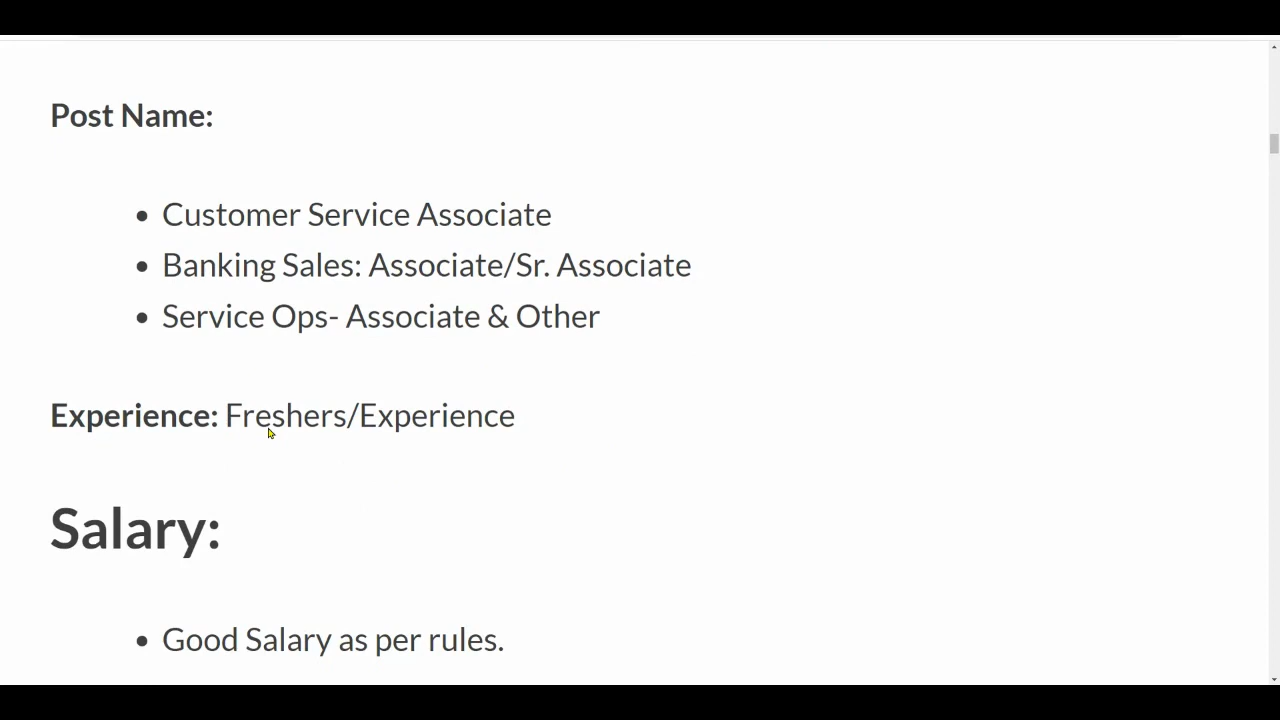 Post Name:
Customer Service Associate
Banking Sales: Associate/Sr. Associate
Service Ops- Associate & Other
Experience: Freshers/Experience
Salary:
Good Salary as per rules.